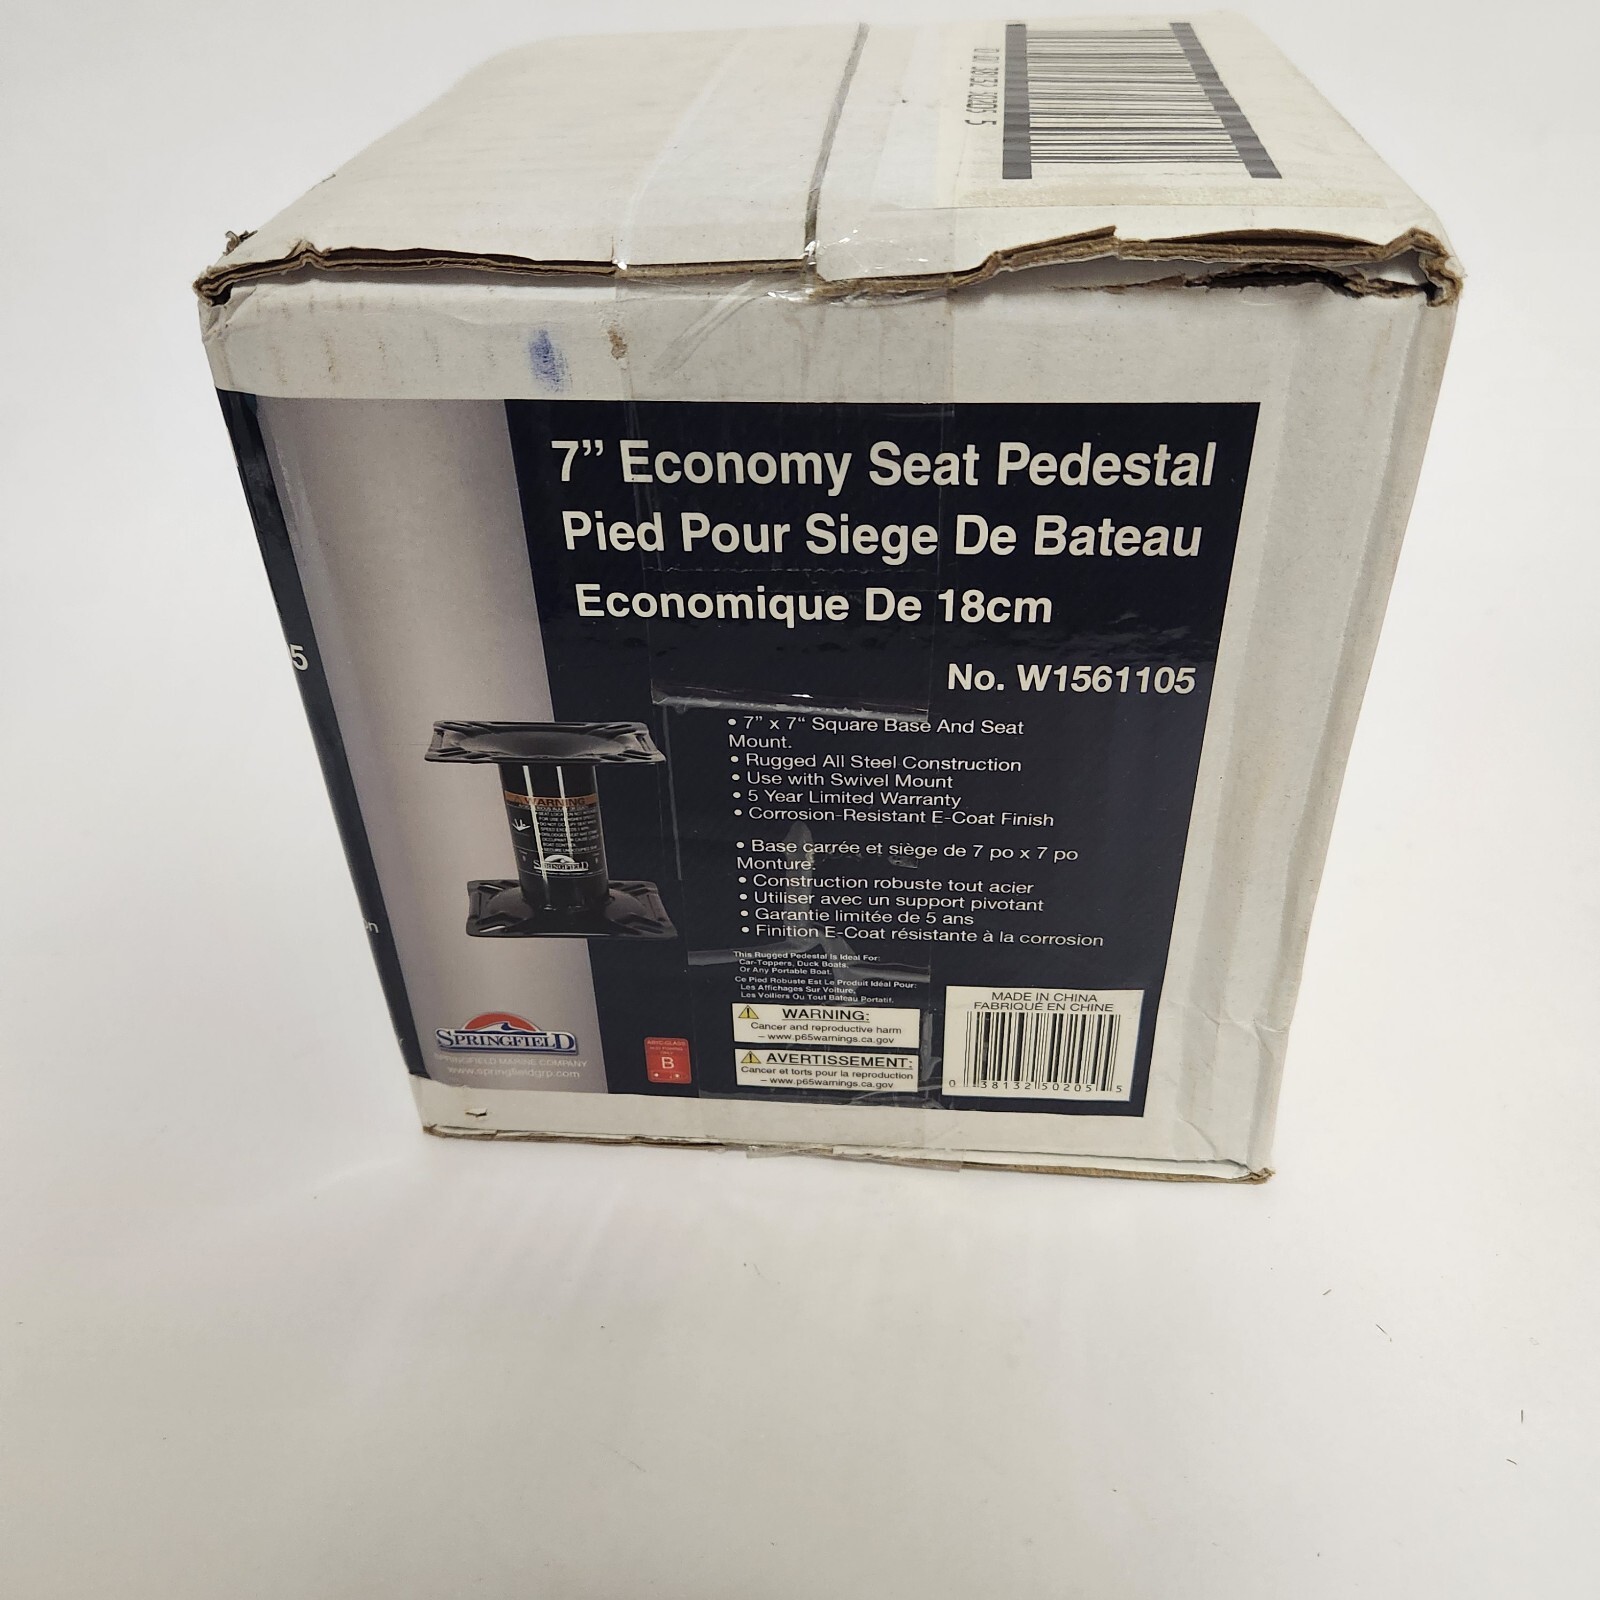 7” Economy Seat Pedestal
Pied Pour Siege De Bateau
Economique De 18cm
No. W1561105
• 7” x 7“ Square Base And Seat
Mount.
• Rugged All Steel Construction
• Use with Swivel Mount
• 5 Year Limited Warranty
• Corrosion-Resistant E-Coat Finish
• Base carrée et siège de 7 po x 7 po
Monture.
• Construction robuste tout acier
• Utiliser avec un support pivotant
• Garantie limitée de 5 ans
• Finition E-Coat résistante à la corrosion
This Rugged Pedestal Is Ideal For:
Car-Toppers, Duck Boats,
Or Any Portable Boat.
Ce Pied Robuste Est Le Produit Idéal Pour:
Les Affichages Sur Voiture,
Les Voiliers Ou Tout Bateau Portatif.
WARNING:
Cancer and reproductive harm
– www.p65warnings.ca.gov
AVERTISSEMENT:
Cancer et torts pour la reproduction
– www.p65warnings.ca.gov
MADE IN CHINA
FABRIQUÉ EN CHINE
0 38132 50205 5
SPRINGFIELD
SPRINGFIELD MARINE COMPANY
www.springfieldgrp.com
B
WARNING
SPRINGFIELD
5